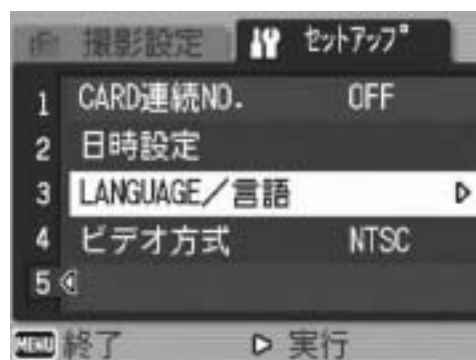 撮影設定 セットアップ
1 CARD連続NO. OFF
2 日時設定
3 LANGUAGE／言語
4 ビデオ方式 NTSC
5
MENU 終了 実行